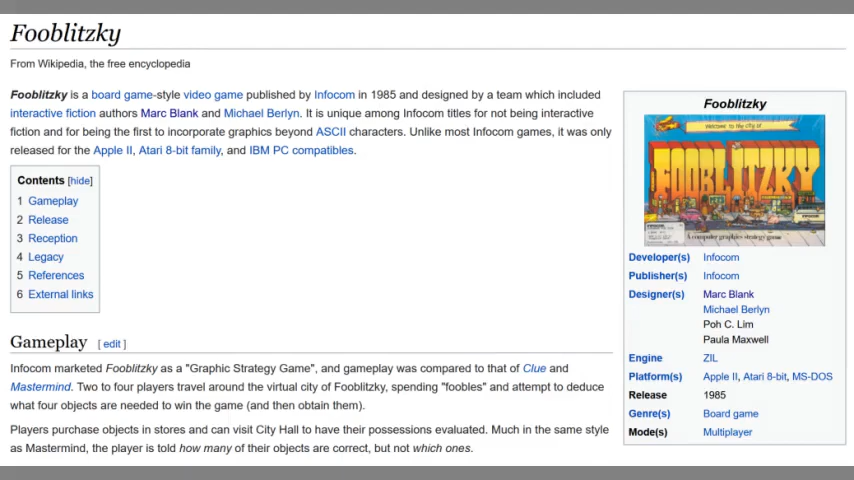 Fooblitzky
From Wikipedia, the free encyclopedia
Fooblitzky is a board game-style video game published by Infocom in 1985 and designed by a team which included
interactive fiction authors Marc Blank and Michael Berlyn. It is unique among Infocom titles for not being interactive
fiction and for being the first to incorporate graphics beyond ASCII characters. Unlike most Infocom games, it was only
released for the Apple II, Atari 8-bit family, and IBM PC compatibles.
Contents [hide]
1 Gameplay
2 Release
3 Reception
4 Legacy
5 References
6 External links
Gameplay [ edit ]
Infocom marketed Fooblitzky as a "Graphic Strategy Game", and gameplay was compared to that of Clue and
Mastermind. Two to four players travel around the virtual city of Fooblitzky, spending "foobles" and attempt to deduce
what four objects are needed to win the game (and then obtain them).
Players purchase objects in stores and can visit City Hall to have their possessions evaluated. Much in the same style
as Mastermind, the player is told how many of their objects are correct, but not which ones.
Fooblitzky
WELCOME TO THE CITY OF
FOOBLITZKY
A computer graphics strategy game
Developer(s) Infocom
Publisher(s) Infocom
Designer(s) Marc Blank
Michael Berlyn
Poh C. Lim
Paula Maxwell
Engine ZIL
Platform(s) Apple II, Atari 8-bit, MS-DOS
Release 1985
Genre(s) Board game
Mode(s) Multiplayer